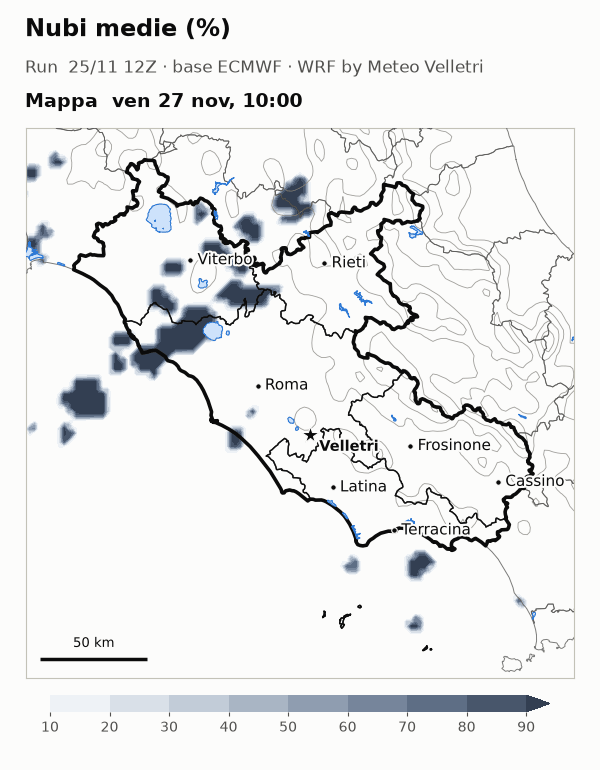 Nubi medie (%)
Run  25/11 12Z · base ECMWF · WRF by Meteo Velletri
Mappa  ven 27 nov, 10:00
Viterbo
Rieti
Roma
Velletri
Frosinone
Latina
Cassino
Terracina
50 km
10 20 30 40 50 60 70 80 90